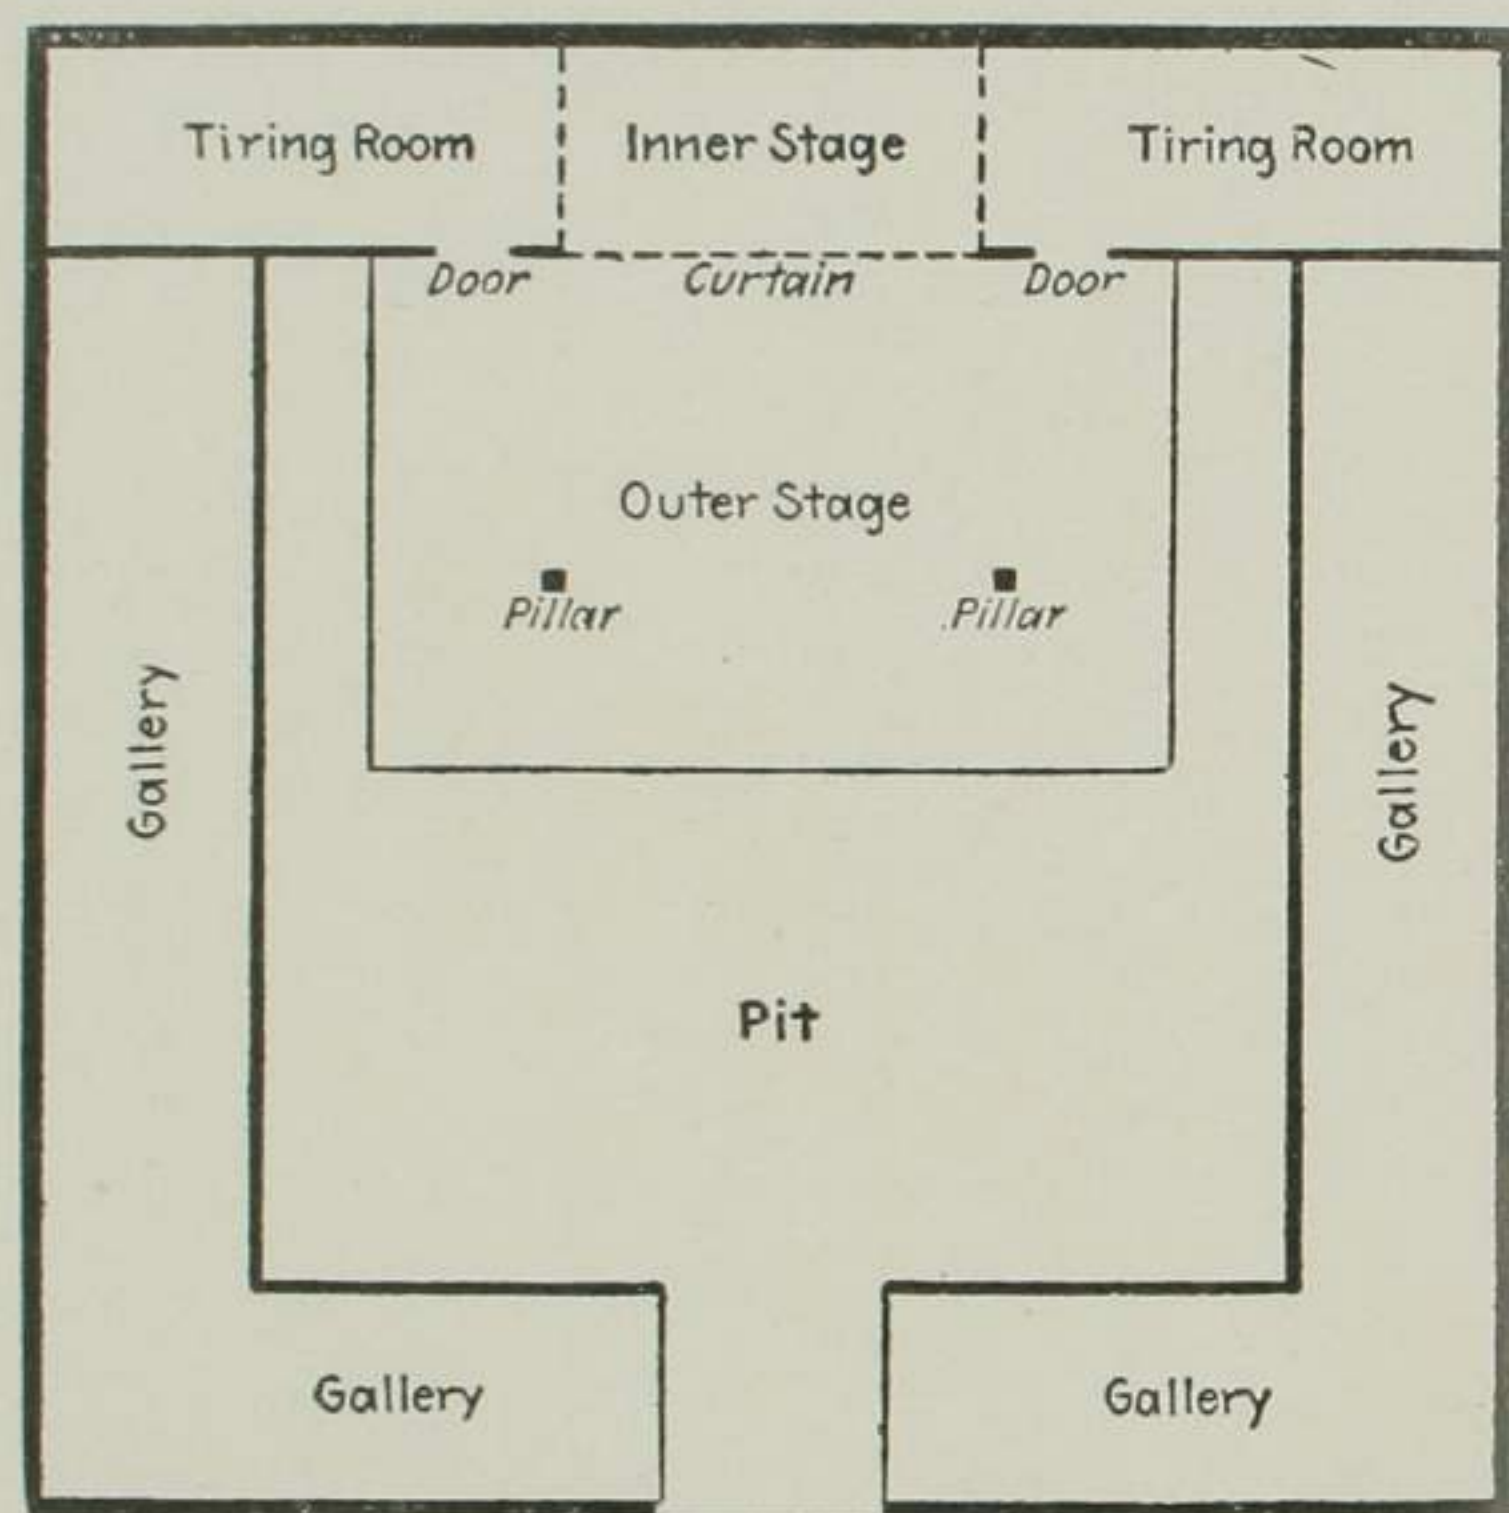 Tiring Room
Inner Stage
Tiring Room
Door
Curtain
Door
Outer Stage
Pillar
Pillar
Gallery
Gallery
Pit
Gallery
Gallery